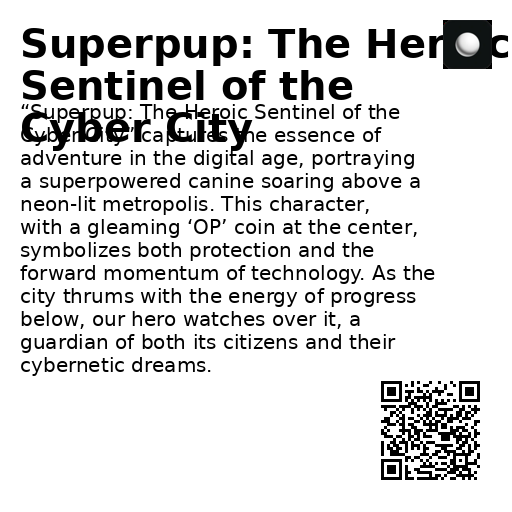 Superpup: The Heroic
Sentinel of the
Cyber City
“Superpup: The Heroic Sentinel of the
Cyber City” captures the essence of
adventure in the digital age, portraying
a superpowered canine soaring above a
neon-lit metropolis. This character,
with a gleaming ‘OP’ coin at the center,
symbolizes both protection and the
forward momentum of technology. As the
city thrums with the energy of progress
below, our hero watches over it, a
guardian of both its citizens and their
cybernetic dreams.